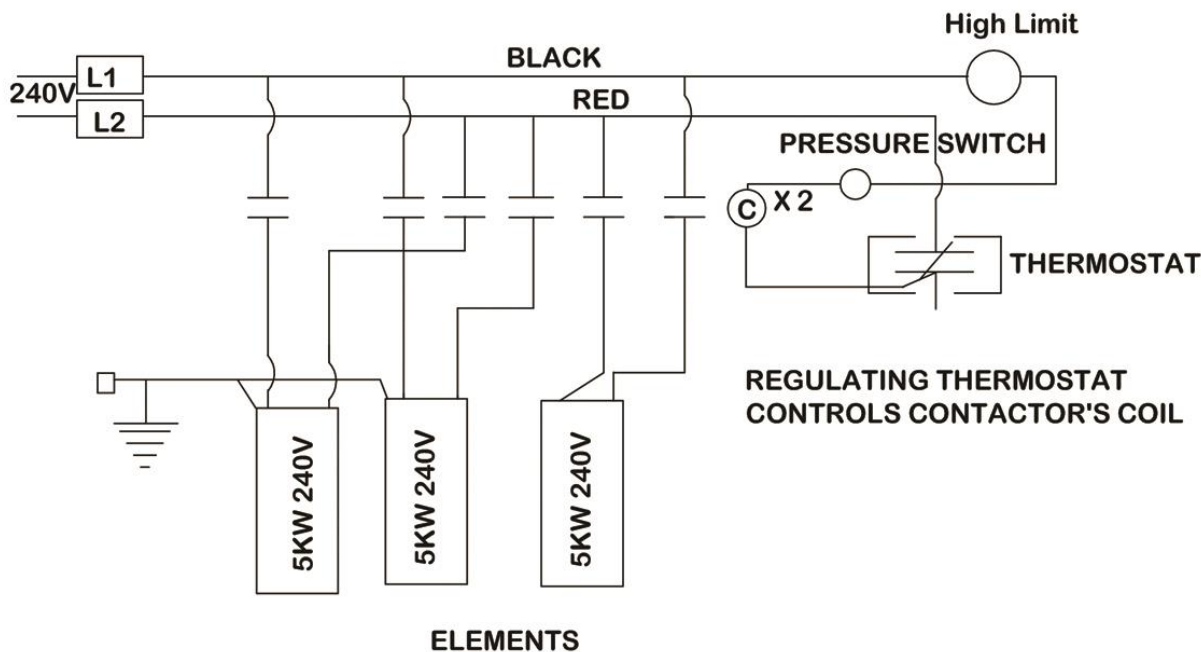 High Limit
BLACK
L1
240V
RED
L2
PRESSURE SWITCH
C
X 2
THERMOSTAT
REGULATING THERMOSTAT
CONTROLS CONTACTOR'S COIL
5KW 240V
5KW 240V
5KW 240V
ELEMENTS